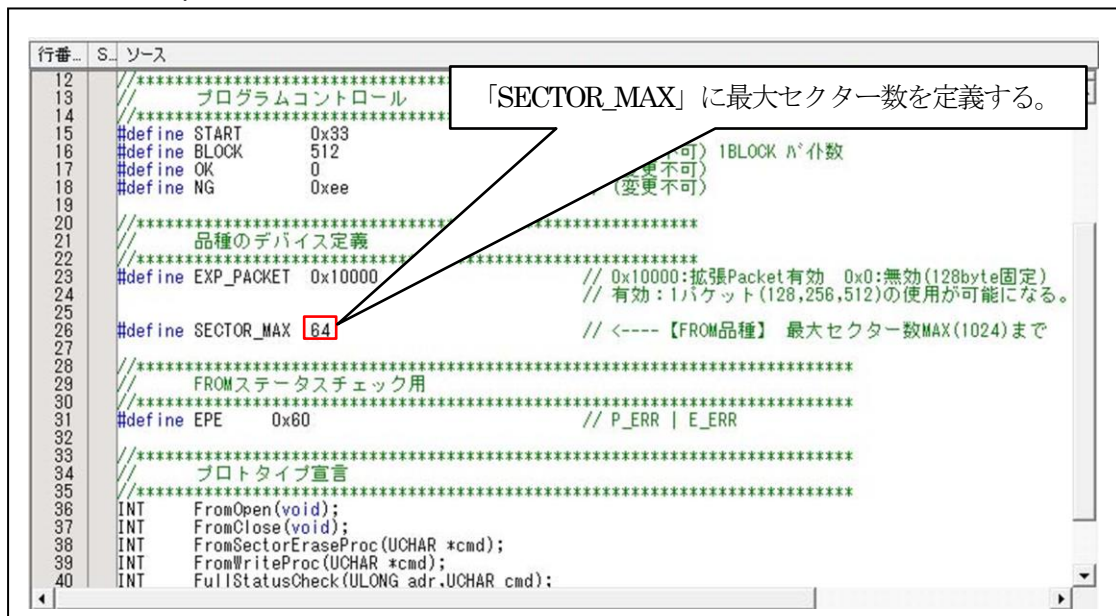 行番… S… ソース
12 //*****************************************
13 // プログラムコントロール
14 //*****************************************
「SECTOR_MAX」に最大セクター数を定義する。
15 #define START 0x33
16 #define BLOCK 512 不可) 1BLOCK バイト数
17 #define OK 0 変更不可)
18 #define NG 0xee (変更不可)
19
20 //*************************************************************
21 // 品種のデバイス定義
22 //*************************************************************
23 #define EXP_PACKET 0x10000 // 0x10000:拡張Packet有効 0x0:無効(128byte固定)
24 // 有効:1パケット(128,256,512)の使用が可能になる。
25
26 #define SECTOR_MAX 64 // <---- 【FROM品種】 最大セクター数MAX(1024)まで
27
28 //*****************************************************************************
29 // FROMステータスチェック用
30 //*****************************************************************************
31 #define EPE 0x60 // P_ERR | E_ERR
32
33 //*****************************************************************************
34 // プロトタイプ宣言
35 //*****************************************************************************
36 INT FromOpen(void);
37 INT FromClose(void);
38 INT FromSectorEraseProc(UCHAR *cmd);
39 INT FromWriteProc(UCHAR *cmd);
40 INT FullStatusCheck(ULONG adr,UCHAR cmd);